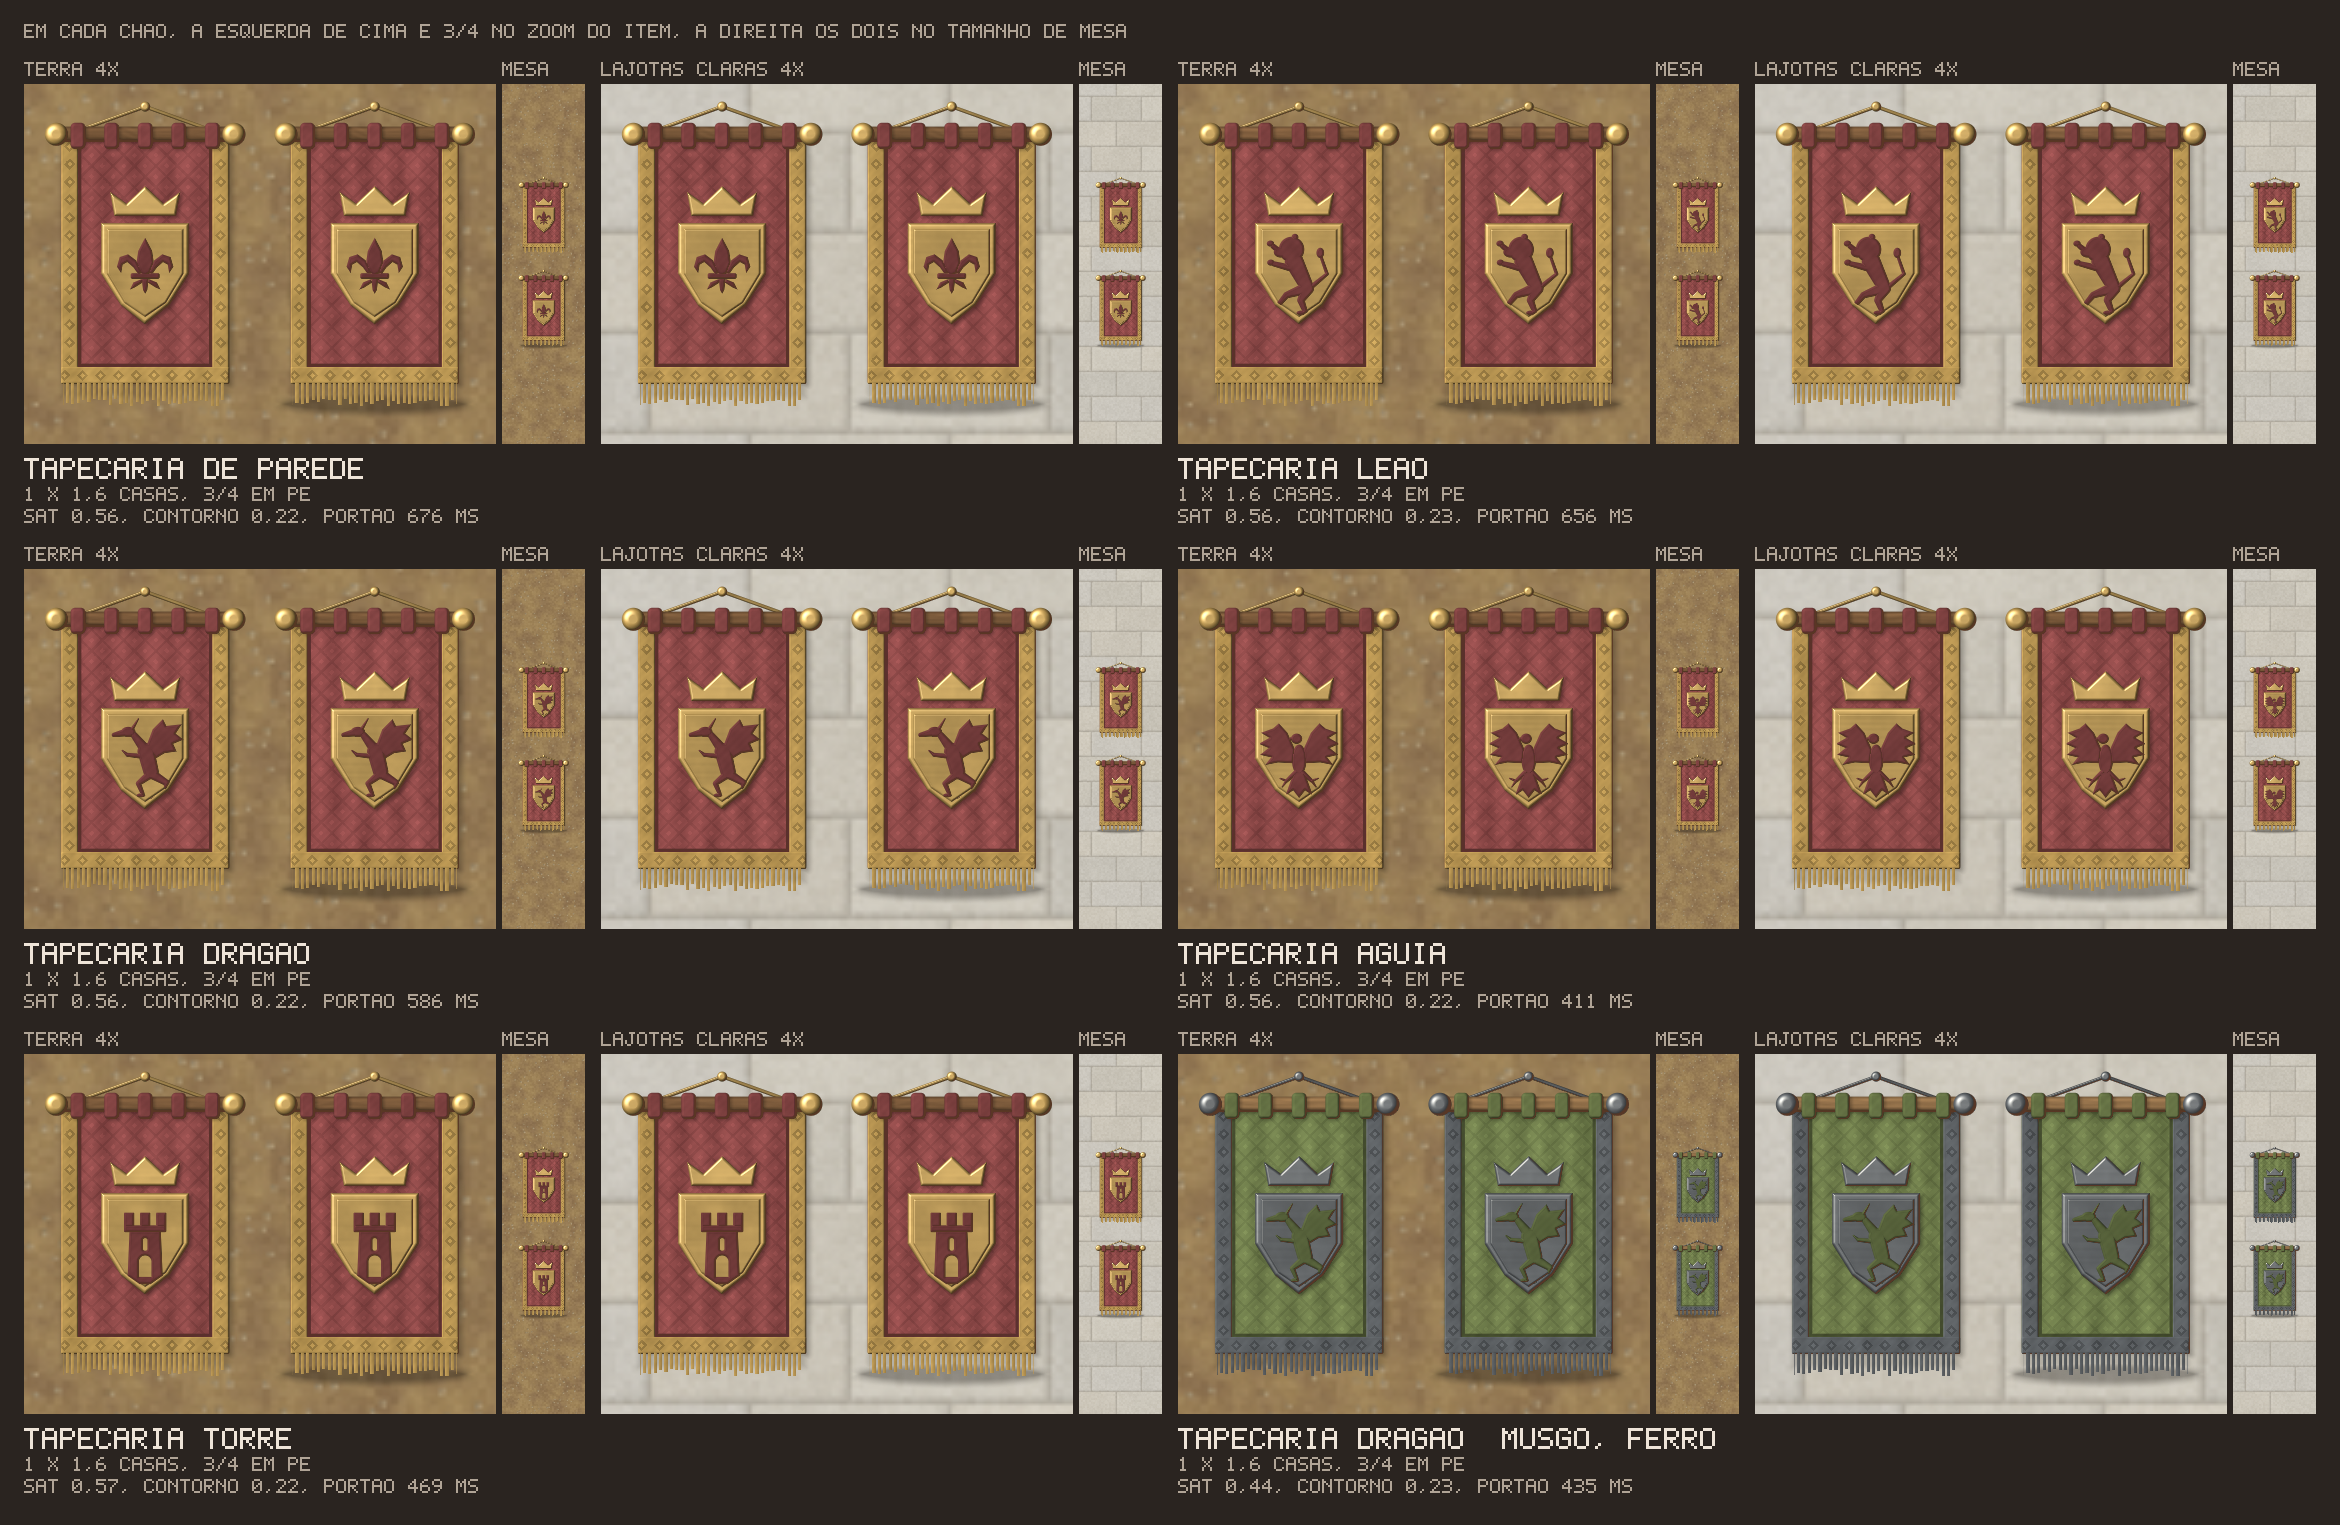 EM CADA CHAO, A ESQUERDA DE CIMA E 3/4 NO ZOOM DO ITEM, A DIREITA OS DOIS NO TAMANHO DE MESA
TERRA 4X
MESA
LAJOTAS CLARAS 4X
MESA
TERRA 4X
MESA
LAJOTAS CLARAS 4X
MESA
TAPECARIA DE PAREDE
1 X 1,6 CASAS, 3/4 EM PE
SAT 0,56, CONTORNO 0,22, PORTAO 676 MS
TAPECARIA LEAO
1 X 1,6 CASAS, 3/4 EM PE
SAT 0,56, CONTORNO 0,23, PORTAO 656 MS
TERRA 4X
MESA
LAJOTAS CLARAS 4X
MESA
TERRA 4X
MESA
LAJOTAS CLARAS 4X
MESA
TAPECARIA DRAGAO
1 X 1,6 CASAS, 3/4 EM PE
SAT 0,56, CONTORNO 0,22, PORTAO 586 MS
TAPECARIA AGUIA
1 X 1,6 CASAS, 3/4 EM PE
SAT 0,56, CONTORNO 0,22, PORTAO 411 MS
TERRA 4X
MESA
LAJOTAS CLARAS 4X
MESA
TERRA 4X
MESA
LAJOTAS CLARAS 4X
MESA
TAPECARIA TORRE
1 X 1,6 CASAS, 3/4 EM PE
SAT 0,57, CONTORNO 0,22, PORTAO 469 MS
TAPECARIA DRAGAO  MUSGO, FERRO
1 X 1,6 CASAS, 3/4 EM PE
SAT 0,44, CONTORNO 0,23, PORTAO 435 MS